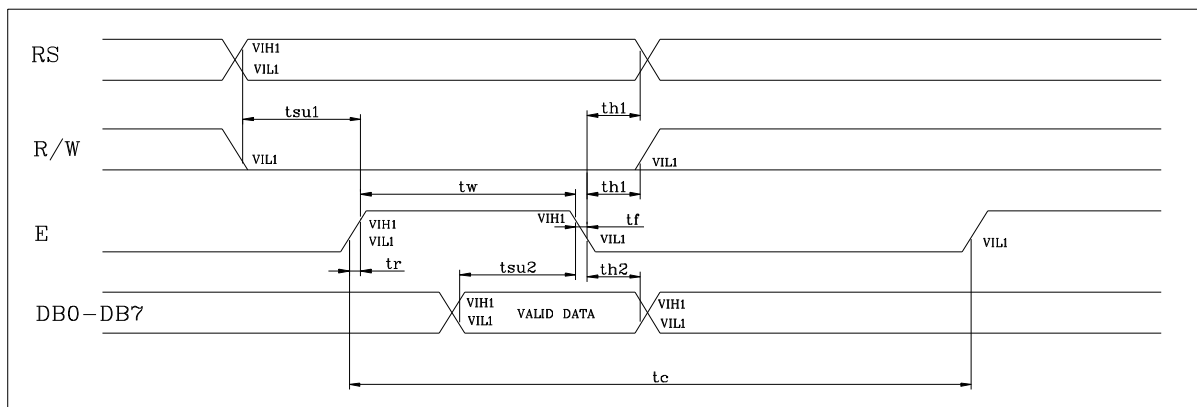 RS
VIH1
VIL1
tsu1
th1
R/W
VIL1
VIL1
tw
th1
E
VIH1
VIL1
VIH1
tf
VIL1
VIL1
tr
tsu2
th2
DB0-DB7
VIH1
VIL1
VALID DATA
VIH1
VIL1
tc